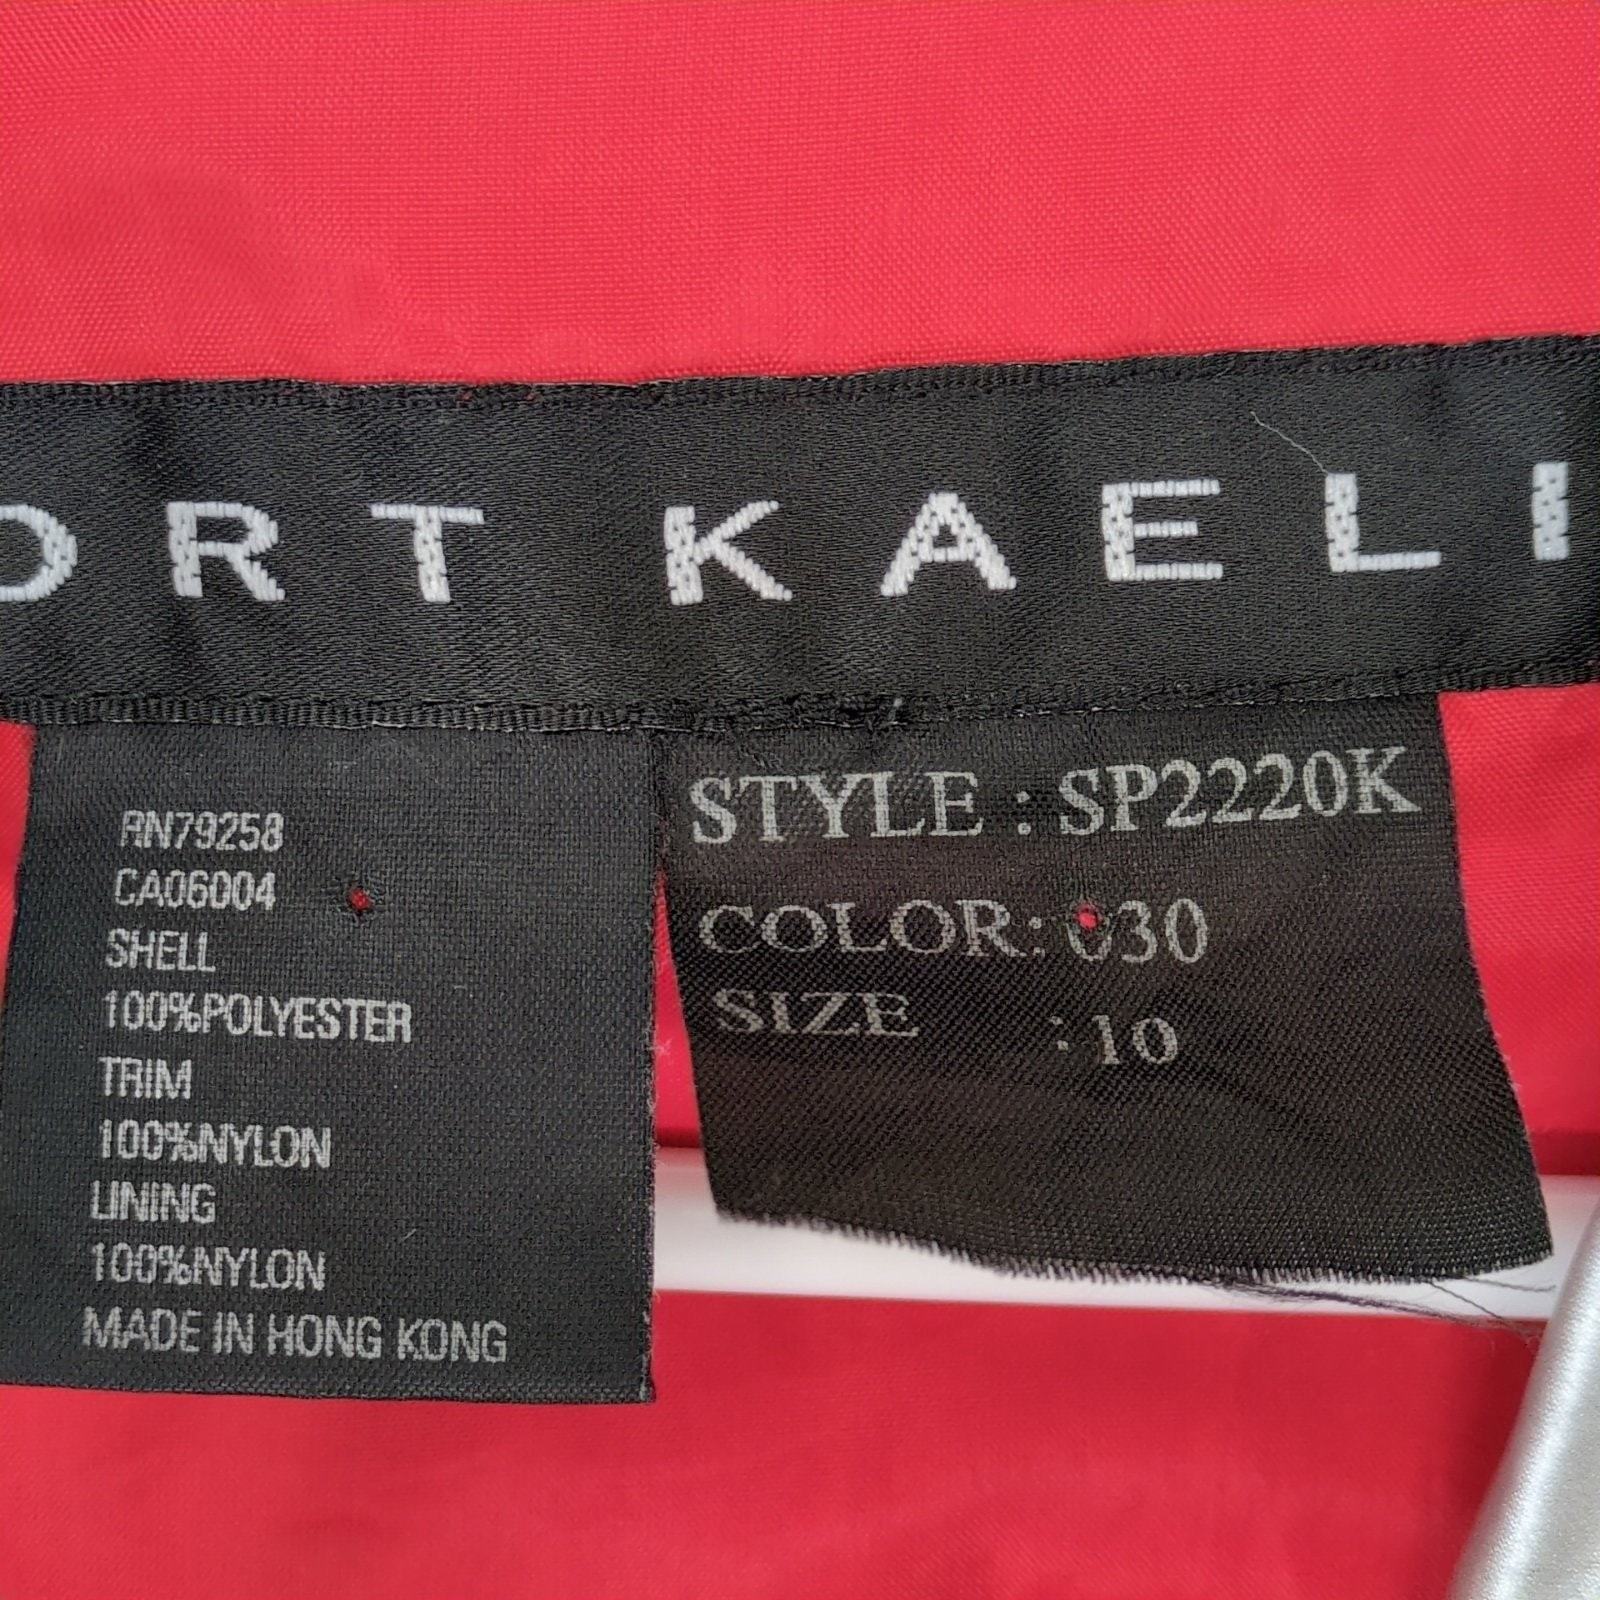 ORT KAELI
RN79258
CA06004
SHELL
100%POLYESTER
TRIM
100%NYLON
LINING
100%NYLON
MADE IN HONG KONG
STYLE : SP2220K
COLOR: 030
SIZE : 10